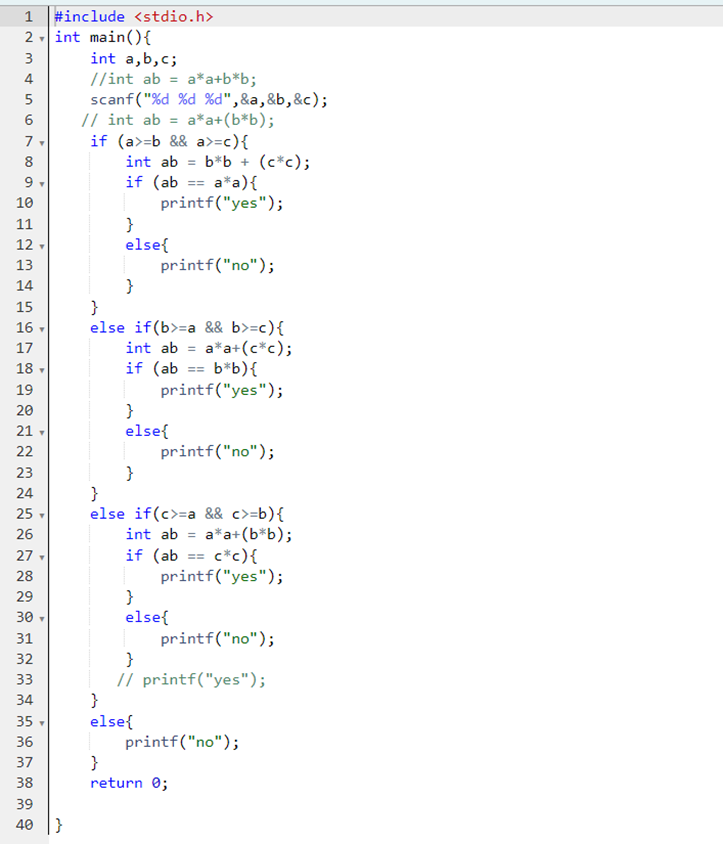 1 #include <stdio.h>
2 int main(){
3     int a,b,c;
4     //int ab = a*a+b*b;
5     scanf("%d %d %d",&a,&b,&c);
6    // int ab = a*a+(b*b);
7     if (a>=b && a>=c){
8         int ab = b*b + (c*c);
9         if (ab == a*a){
10             printf("yes");
11         }
12         else{
13             printf("no");
14         }
15     }
16     else if(b>=a && b>=c){
17         int ab = a*a+(c*c);
18         if (ab == b*b){
19             printf("yes");
20         }
21         else{
22             printf("no");
23         }
24     }
25     else if(c>=a && c>=b){
26         int ab = a*a+(b*b);
27         if (ab == c*c){
28             printf("yes");
29         }
30         else{
31             printf("no");
32         }
33        // printf("yes");
34     }
35     else{
36         printf("no");
37     }
38     return 0;
39
40 }